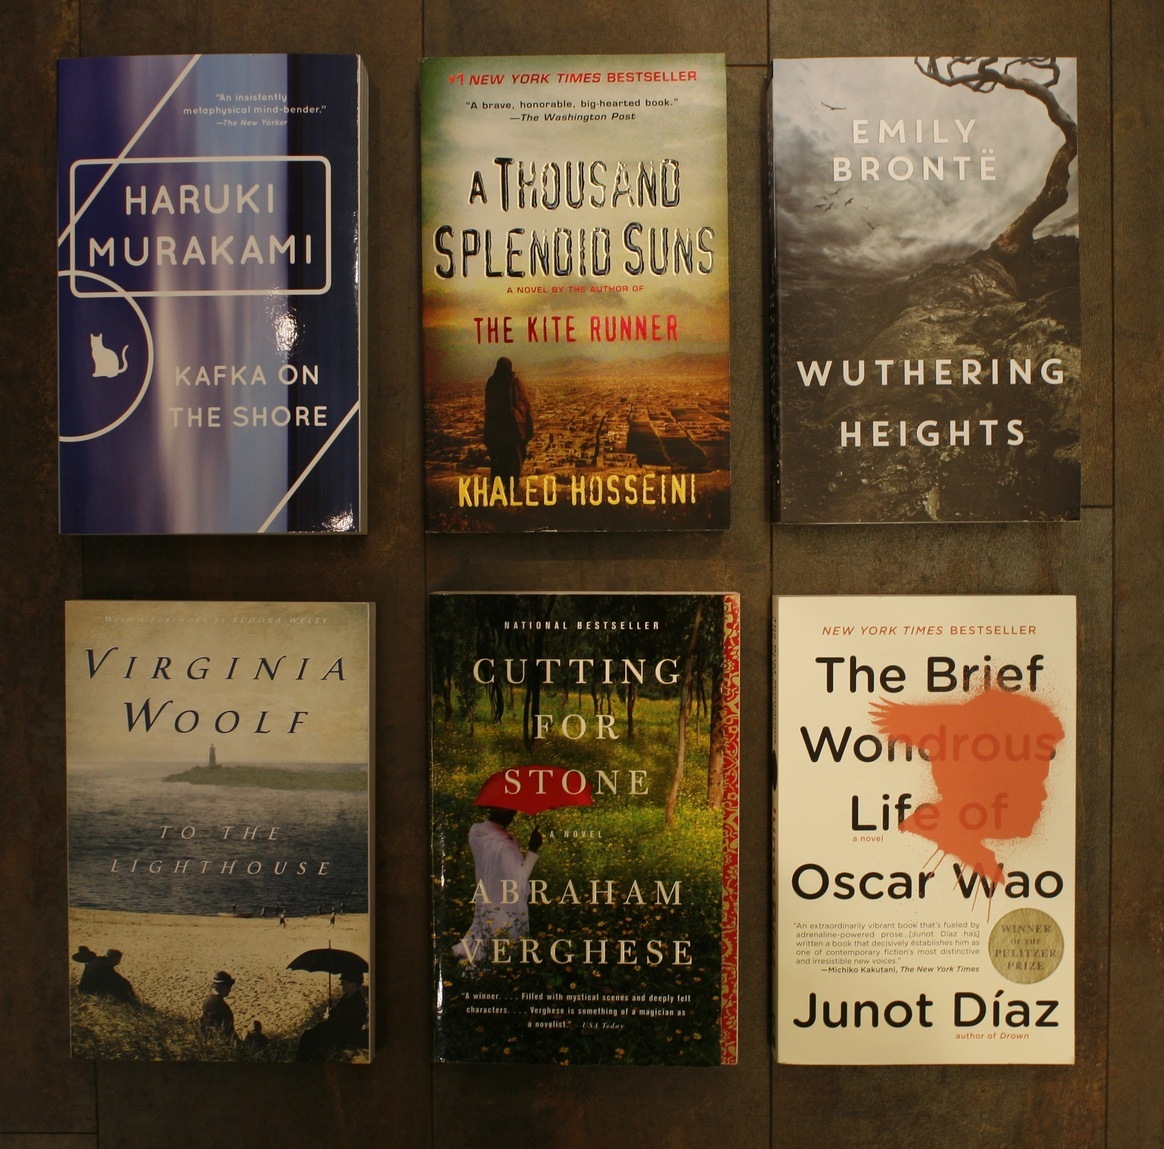 "An insistently
metaphysical mind-bender."
—The New Yorker
HARUKI
MURAKAMI
KAFKA ON
THE SHORE
#1 NEW YORK TIMES BESTSELLER
"A brave, honorable, big-hearted book."
—The Washington Post
A THOUSAND
SPLENDID SUNS
A NOVEL BY THE AUTHOR OF
THE KITE RUNNER
KHALED HOSSEINI
EMILY
BRONTË
WUTHERING
HEIGHTS
With a foreword by EUDORA WELTY
VIRGINIA
WOOLF
TO THE
LIGHTHOUSE
NATIONAL BESTSELLER
CUTTING
FOR
STONE
A NOVEL
ABRAHAM
VERGHESE
"A winner. . . . Filled with mystical scenes and deeply felt
characters. . . . Verghese is something of a magician as
a novelist." —USA Today
NEW YORK TIMES BESTSELLER
The Brief
Wondrous
Life of
a novel
Oscar Wao
"An extraordinarily vibrant book that's fueled by
adrenaline-powered prose...[Junot Díaz has]
written a book that decisively establishes him as
one of contemporary fiction's most distinctive
and irresistible new voices."
—Michiko Kakutani, The New York Times
WINNER
OF THE
PULITZER
PRIZE
Junot Díaz
author of Drown